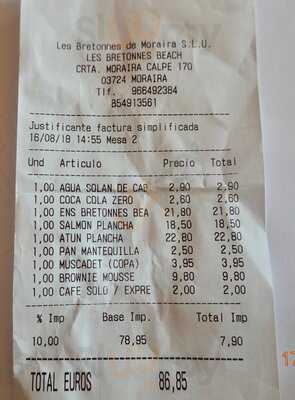 Les Bretonnes de Moraira S.L.U.
LES BRETONNES BEACH
CRTA. MORAIRA CALPE 170
03724 MORAIRA
Tlf. 966492384
B54913561
Justificante factura simplificada
16/08/18 14:55 Mesa 2
Und Articulo Precio Total
1,00 AGUA SOLAN DE CAB 2,90 2,90
1,00 COCA COLA ZERO 2,60 2,60
1,00 ENS BRETONNES BEA 21,80 21,80
1,00 SALMON PLANCHA 18,50 18,50
1,00 ATUN PLANCHA 22,80 22,80
1,00 PAN MANTEQUILLA 2,50 2,50
1,00 MUSCADET (COPA) 3,95 3,95
1,00 BROWNIE MOUSSE 9,80 9,80
1,00 CAFE SOLO / EXPRE 2,00 2,00
% Imp Base Imp. Total Imp
10,00 78,95 7,90
TOTAL EUROS 86,85